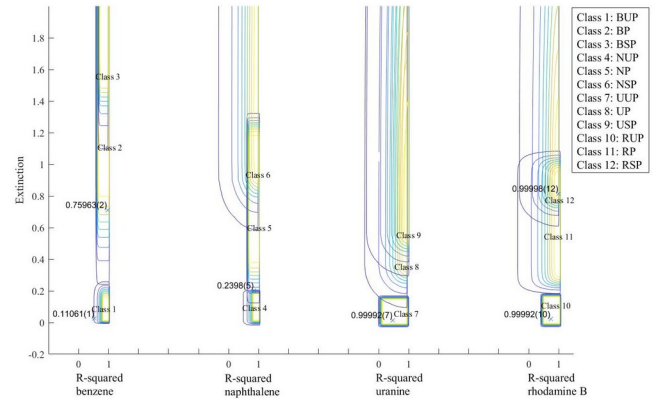 Extinction
1.8
1.6
1.4
1.2
1
0.8
0.6
0.4
0.2
0
-0.2
Class 3
Class 2
0.75963(2)
Class 1
0.11061(1)
Class 6
Class 5
0.2398(5)
Class 4
Class 9
Class 8
0.99992(7)
Class 7
0.99998(12)
Class 12
Class 11
Class 10
0.99992(10)
0 1
0 1
0 1
0 1
R-squared
benzene
R-squared
naphthalene
R-squared
uranine
R-squared
rhodamine B
Class 1: BUP
Class 2: BP
Class 3: BSP
Class 4: NUP
Class 5: NP
Class 6: NSP
Class 7: UUP
Class 8: UP
Class 9: USP
Class 10: RUP
Class 11: RP
Class 12: RSP